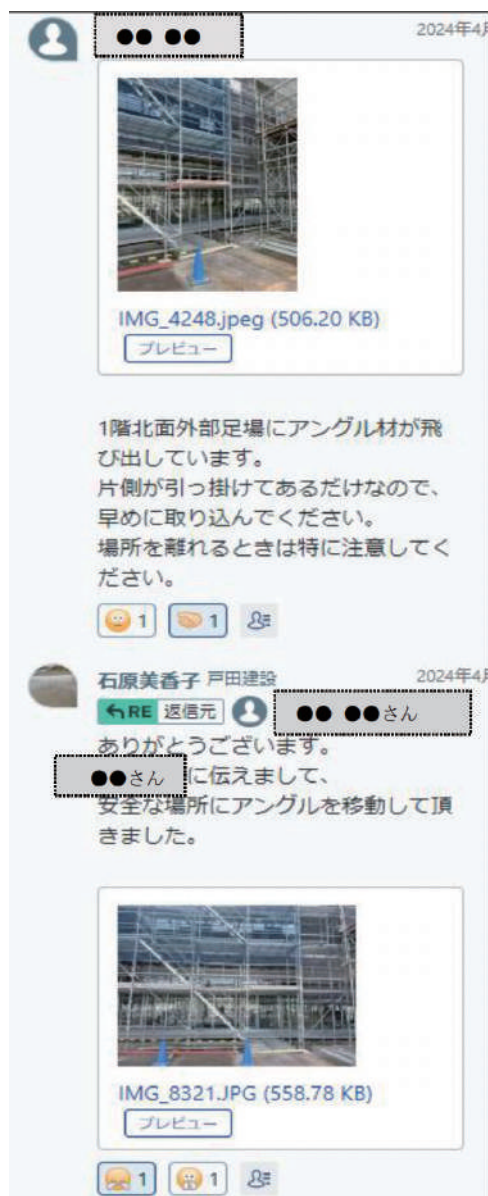 ●● ●●
2024年4月
IMG_4248.jpeg (506.20 KB)
プレビュー
1階北面外部足場にアングル材が飛
び出しています。
片側が引っ掛けてあるだけなので、
早めに取り込んでください。
場所を離れるときは特に注意してく
ださい。
1 1
石原美香子 戸田建設 2024年4月
RE 返信元 ●● ●●さん
ありがとうございます。
●●さん に伝えまして、
安全な場所にアングルを移動して頂
きました。
IMG_8321.JPG (558.78 KB)
プレビュー
1 1